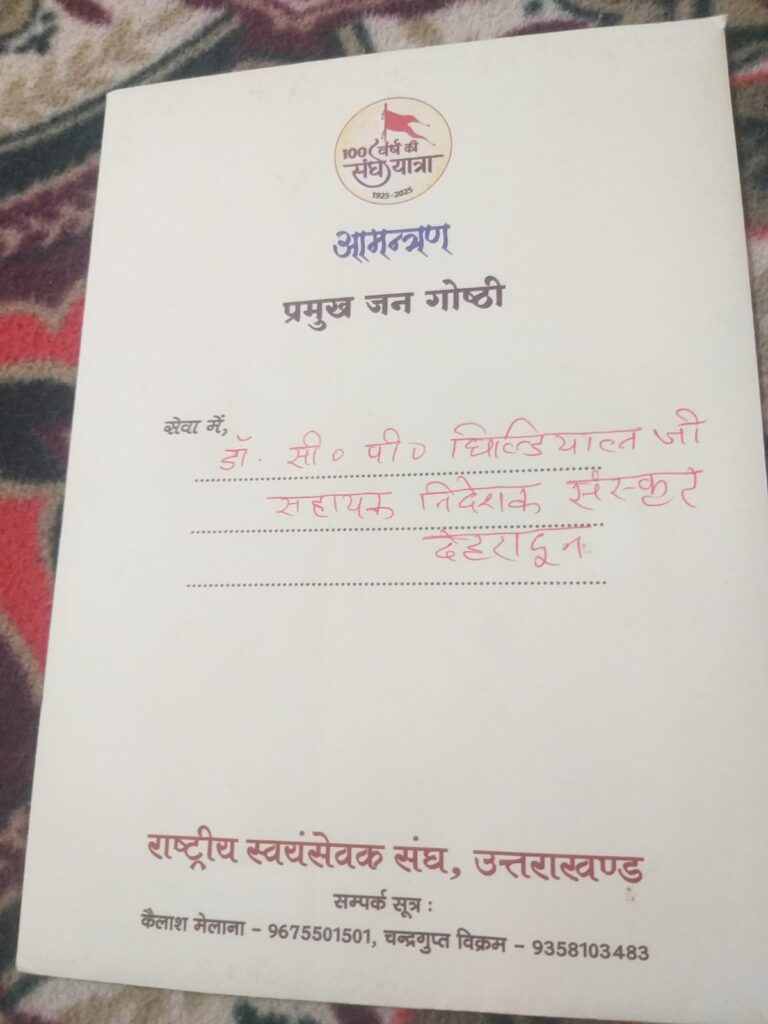 100 वर्ष की
संघ यात्रा
1925-2025
आमन्त्रण
प्रमुख जन गोष्ठी
सेवा में,
डॉ. सी० पी० घिल्डियाल जी
सहायक निदेशक संस्कृत
देहरादून
राष्ट्रीय स्वयंसेवक संघ, उत्तराखण्ड
सम्पर्क सूत्र :
कैलाश मेलाना - 9675501501, चन्द्रगुप्त विक्रम - 9358103483